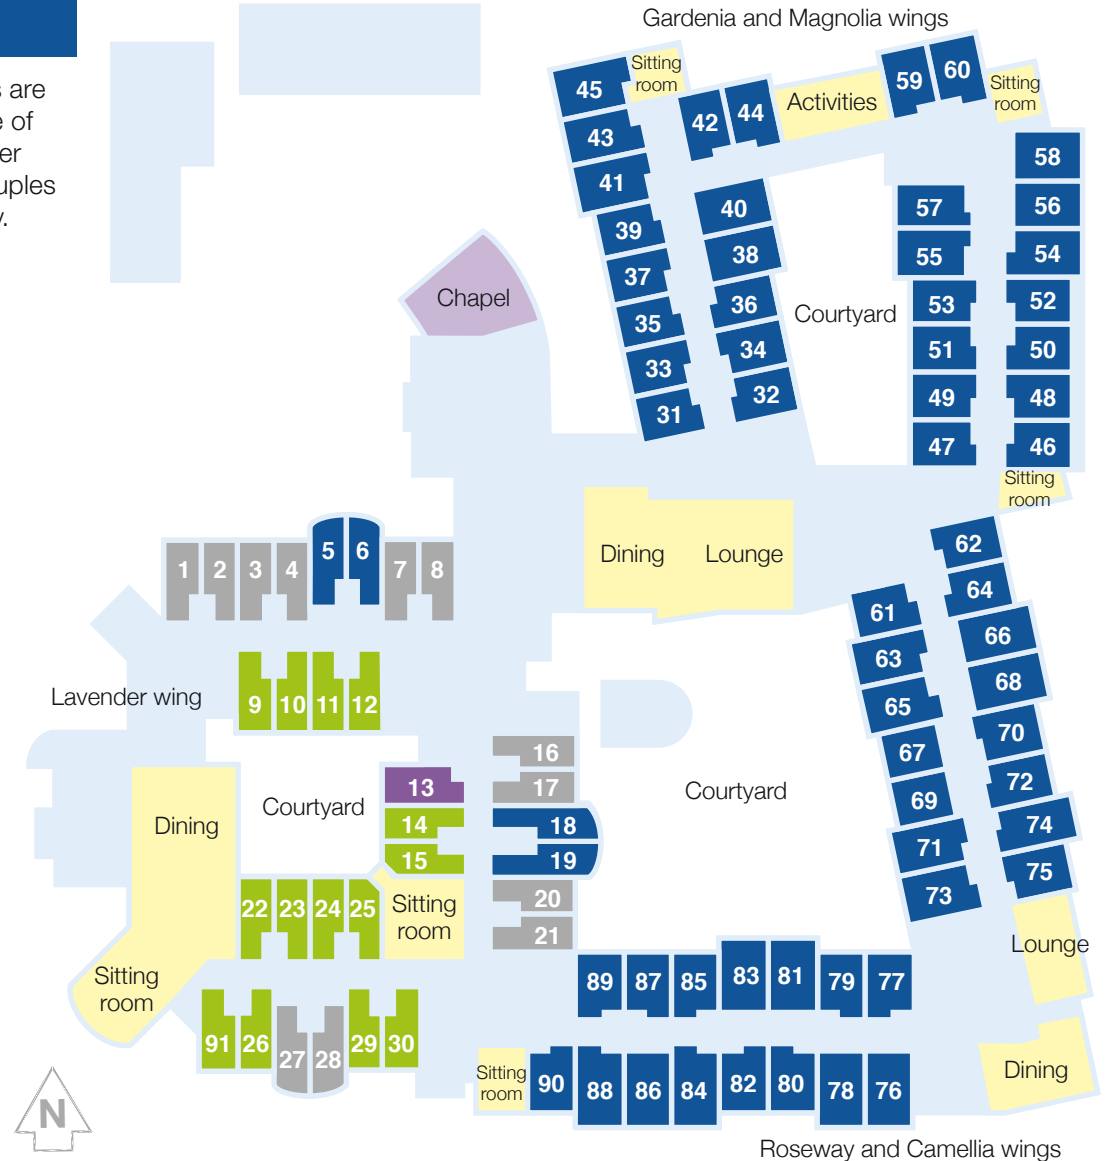 s are
e of
er
uples
y.
Gardenia and Magnolia wings
Sitting
room
45
43
41
39
37
35
33
31
42
44
Activities
59
60
Sitting
room
40
38
36
34
32
Chapel
Courtyard
57
55
53
51
49
47
58
56
54
52
50
48
46
Sitting
room
Dining
Lounge
1
2
3
4
5
6
7
8
9
10
11
12
Lavender wing
Courtyard
Dining
Sitting
room
13
14
15
Sitting
room
16
17
18
19
20
21
22
23
24
25
91
26
27
28
29
30
Courtyard
62
64
66
68
70
72
74
75
61
63
65
67
69
71
73
Lounge
Dining
89
87
85
83
81
79
77
Sitting
room
90
88
86
84
82
80
78
76
Roseway and Camellia wings
N